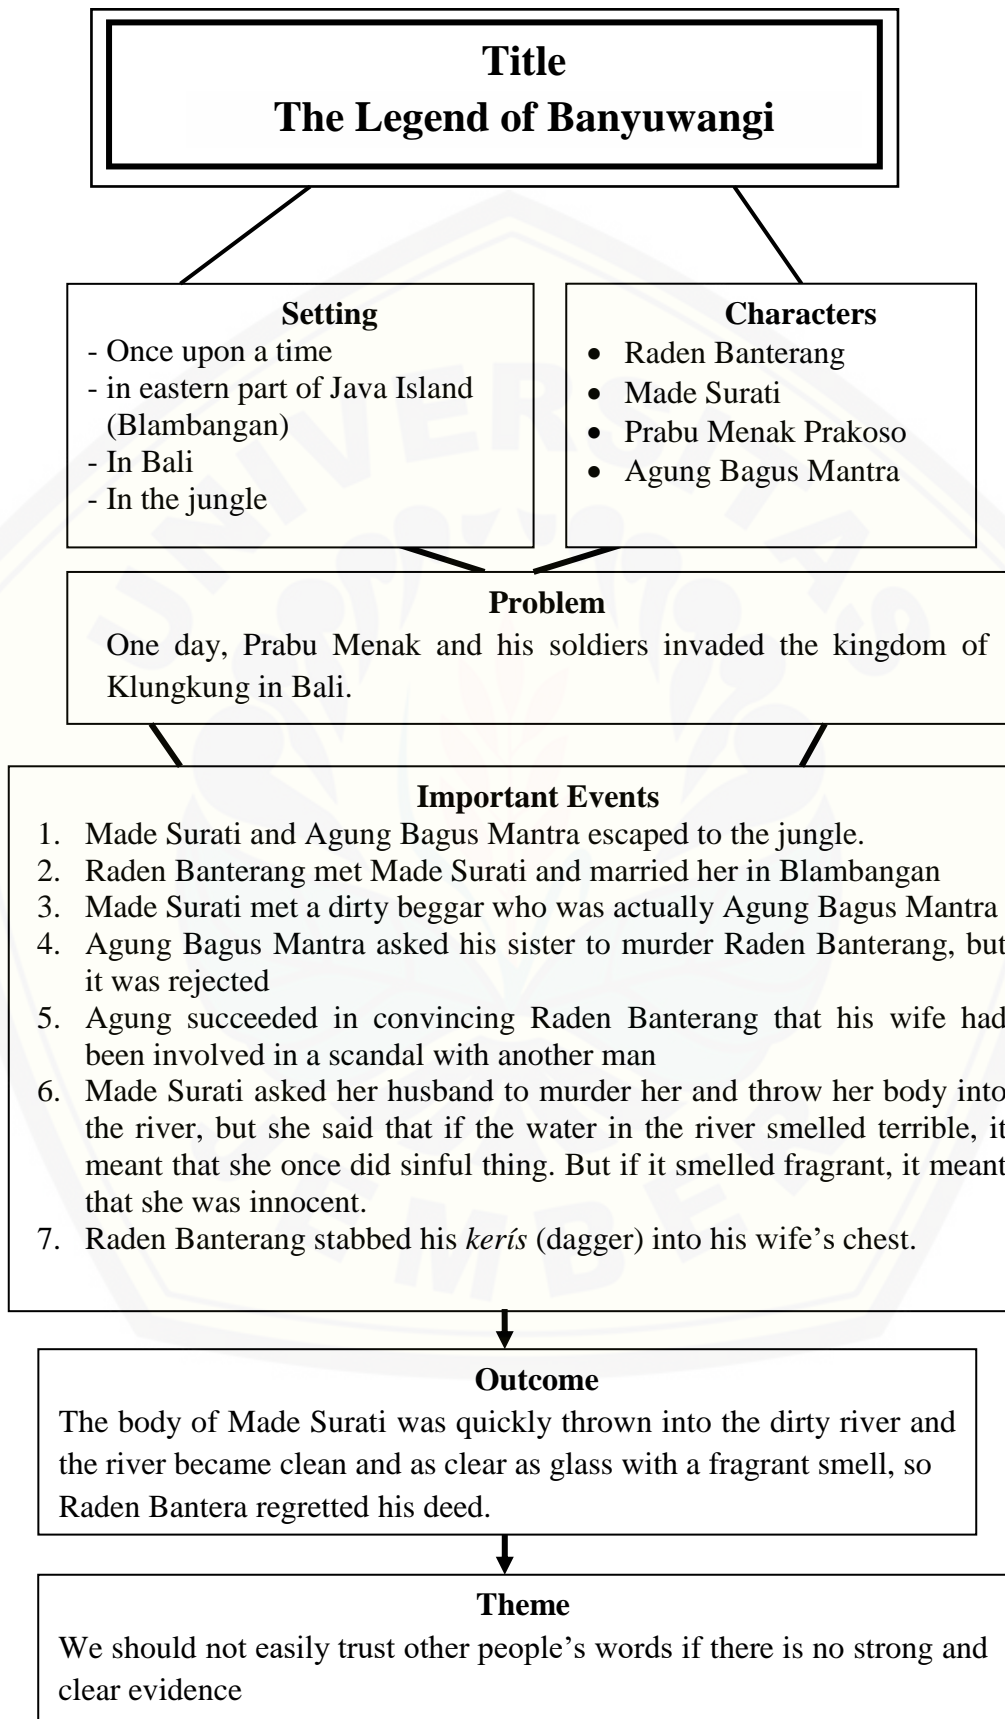 Title
The Legend of Banyuwangi
Setting
- Once upon a time
- in eastern part of Java Island
(Blambangan)
- In Bali
- In the jungle
Characters
• Raden Banterang
• Made Surati
• Prabu Menak Prakoso
• Agung Bagus Mantra
Problem
One day, Prabu Menak and his soldiers invaded the kingdom of
Klungkung in Bali.
Important Events
1. Made Surati and Agung Bagus Mantra escaped to the jungle.
2. Raden Banterang met Made Surati and married her in Blambangan
3. Made Surati met a dirty beggar who was actually Agung Bagus Mantra
4. Agung Bagus Mantra asked his sister to murder Raden Banterang, but
it was rejected
5. Agung succeeded in convincing Raden Banterang that his wife had
been involved in a scandal with another man
6. Made Surati asked her husband to murder her and throw her body into
the river, but she said that if the water in the river smelled terrible, it
meant that she once did sinful thing. But if it smelled fragrant, it meant
that she was innocent.
7. Raden Banterang stabbed his kerís (dagger) into his wife’s chest.
Outcome
The body of Made Surati was quickly thrown into the dirty river and
the river became clean and as clear as glass with a fragrant smell, so
Raden Bantera regretted his deed.
Theme
We should not easily trust other people’s words if there is no strong and
clear evidence
UNIVERSITAS
JEMBER